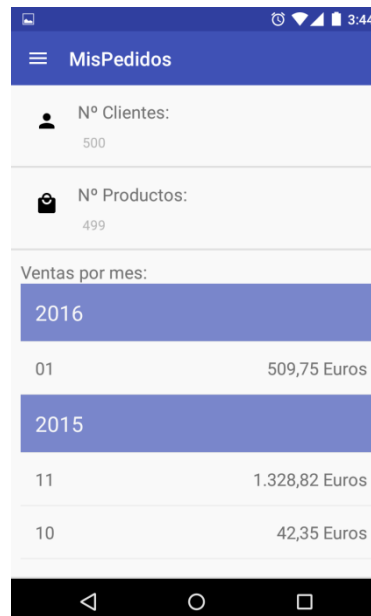 3:44
MisPedidos
Nº Clientes:
500
Nº Productos:
499
Ventas por mes:
2016
01 509,75 Euros
2015
11 1.328,82 Euros
10 42,35 Euros